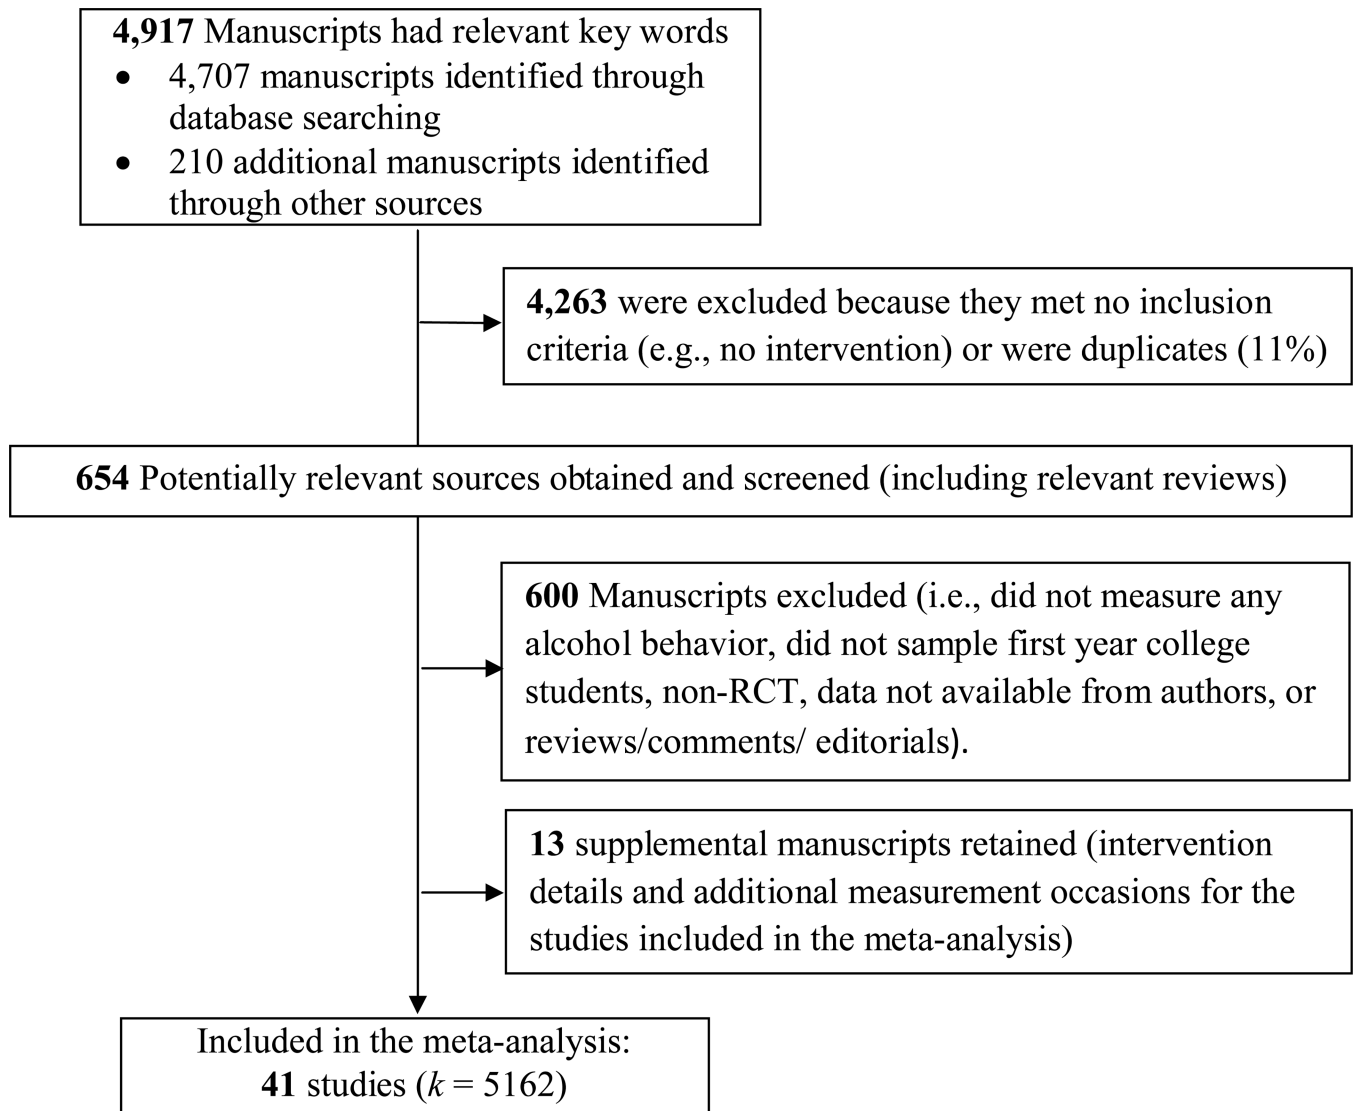 4,917 Manuscripts had relevant key words
• 4,707 manuscripts identified through
database searching
• 210 additional manuscripts identified
through other sources
4,263 were excluded because they met no inclusion
criteria (e.g., no intervention) or were duplicates (11%)
654 Potentially relevant sources obtained and screened (including relevant reviews)
600 Manuscripts excluded (i.e., did not measure any
alcohol behavior, did not sample first year college
students, non-RCT, data not available from authors, or
reviews/comments/ editorials).
13 supplemental manuscripts retained (intervention
details and additional measurement occasions for the
studies included in the meta-analysis)
Included in the meta-analysis:
41 studies (k = 5162)